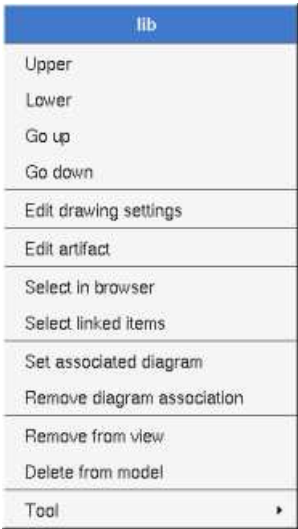 lib
Upper
Lower
Go up
Go down
Edit drawing settings
Edit artifact
Select in browser
Select linked items
Set associated diagram
Remove diagram association
Remove from view
Delete from model
Tool